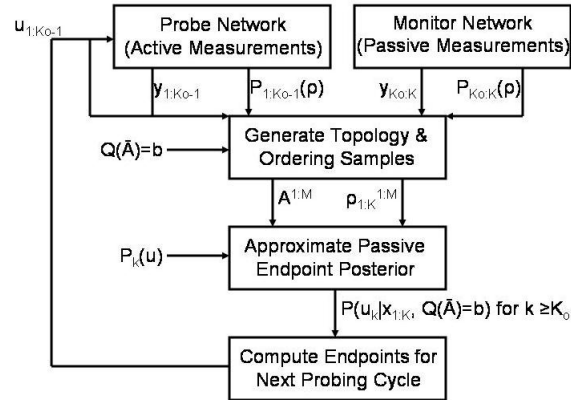 u1:Ko-1
Probe Network
(Active Measurements)
Monitor Network
(Passive Measurements)
y1:Ko-1
P1:Ko-1(ρ)
yKo:K
PKo:K(ρ)
Generate Topology &
Ordering Samples
Q(Ā)=b
A1:M
ρ1:K1:M
Approximate Passive
Endpoint Posterior
Pk(u)
P(uk|x1:K, Q(Ā)=b) for k ≥Ko
Compute Endpoints for
Next Probing Cycle